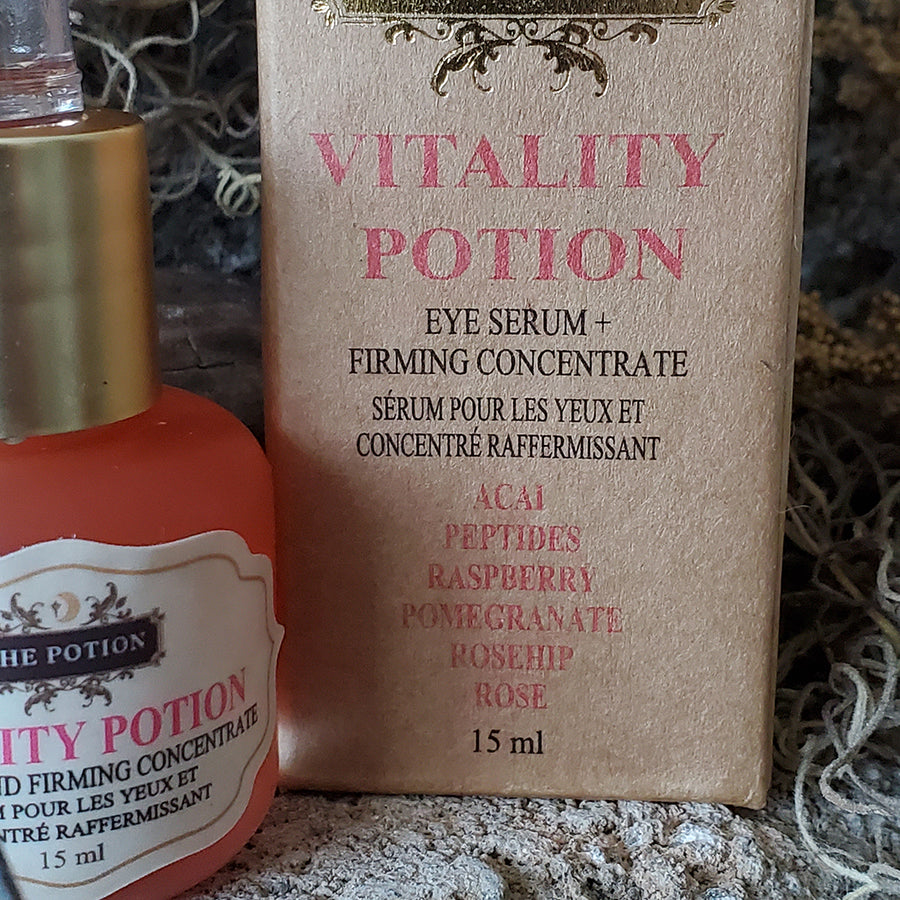 VITALITY
POTION
EYE SERUM +
FIRMING CONCENTRATE
SÉRUM POUR LES YEUX ET
CONCENTRÉ RAFFERMISSANT
ACAI
PEPTIDES
RASPBERRY
POMEGRANATE
ROSEHIP
ROSE
15 ml
HE POTION
ITY POTION
ND FIRMING CONCENTRATE
M POUR LES YEUX ET
NTRÉ RAFFERMISSANT
15 ml